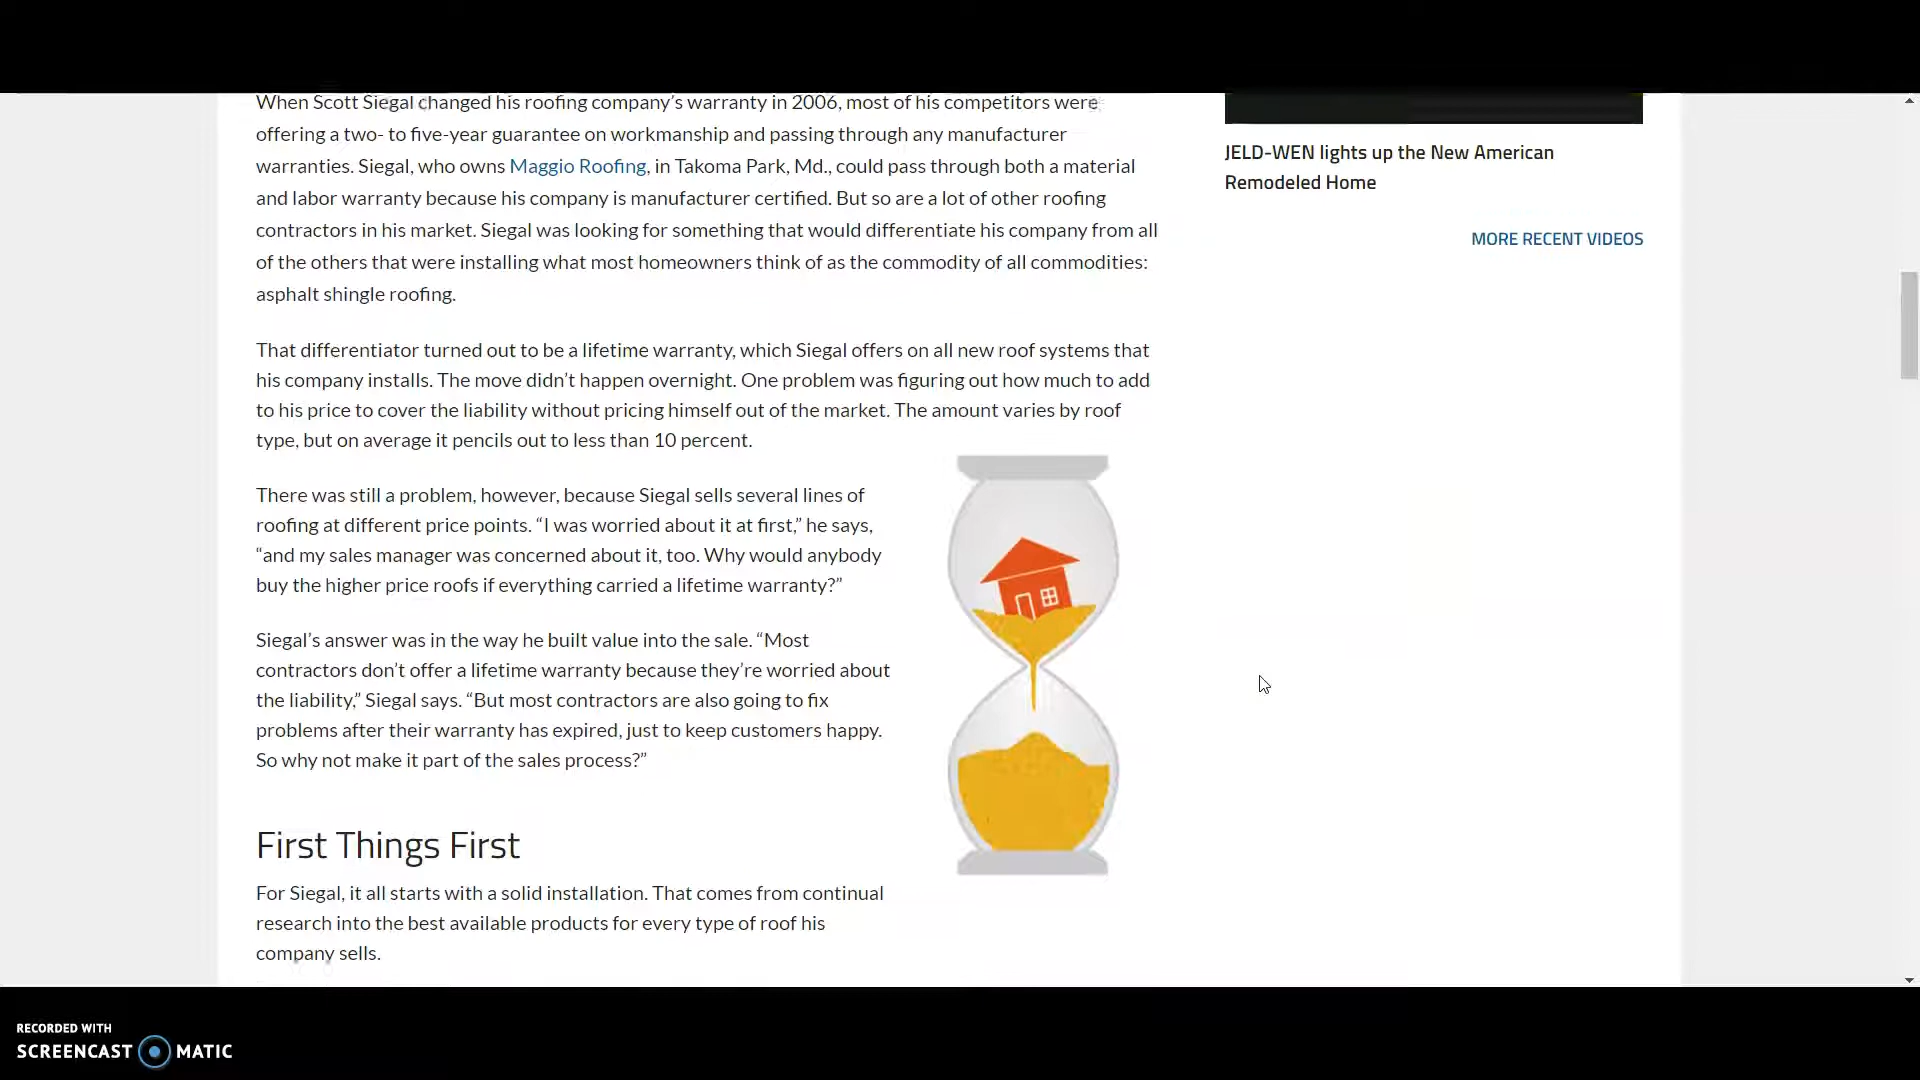 When Scott Siegal changed his roofing company's warranty in 2006, most of his competitors were
offering a two- to five-year guarantee on workmanship and passing through any manufacturer
warranties. Siegal, who owns Maggio Roofing, in Takoma Park, Md., could pass through both a material
and labor warranty because his company is manufacturer certified. But so are a lot of other roofing
contractors in his market. Siegal was looking for something that would differentiate his company from all
of the others that were installing what most homeowners think of as the commodity of all commodities:
asphalt shingle roofing.
That differentiator turned out to be a lifetime warranty, which Siegal offers on all new roof systems that
his company installs. The move didn't happen overnight. One problem was figuring out how much to add
to his price to cover the liability without pricing himself out of the market. The amount varies by roof
type, but on average it pencils out to less than 10 percent.
There was still a problem, however, because Siegal sells several lines of
roofing at different price points. “I was worried about it at first,” he says,
“and my sales manager was concerned about it, too. Why would anybody
buy the higher price roofs if everything carried a lifetime warranty?”
Siegal's answer was in the way he built value into the sale. “Most
contractors don't offer a lifetime warranty because they're worried about
the liability,” Siegal says. “But most contractors are also going to fix
problems after their warranty has expired, just to keep customers happy.
So why not make it part of the sales process?”
First Things First
For Siegal, it all starts with a solid installation. That comes from continual
research into the best available products for every type of roof his
company sells.
JELD-WEN lights up the New American
Remodeled Home
MORE RECENT VIDEOS
RECORDED WITH
SCREENCAST MATIC